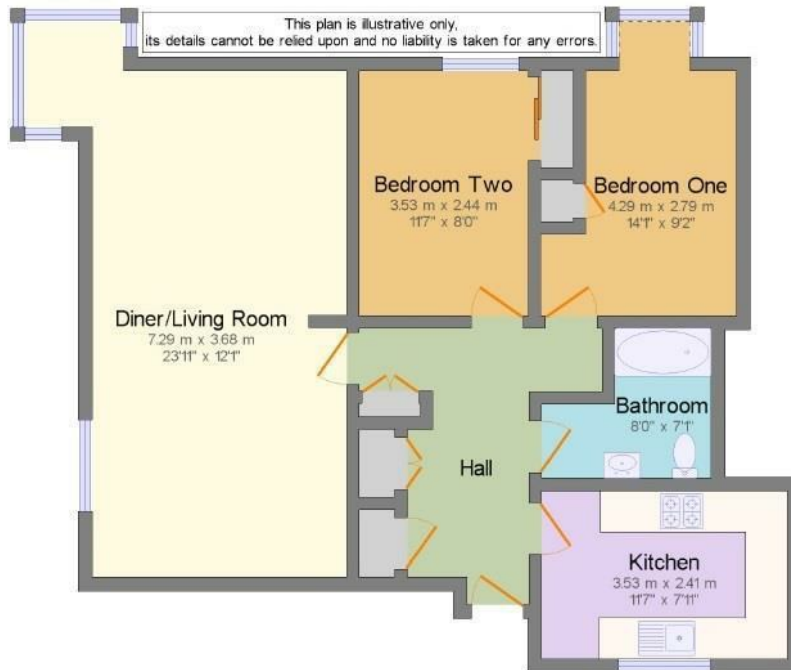 This plan is illustrative only,
its details cannot be relied upon and no liability is taken for any errors.
Bedroom Two
3.53 m x 2.44 m
11'7" x 8'0"
Bedroom One
4.29 m x 2.79 m
14'1" x 9'2"
Diner/Living Room
7.29 m x 3.68 m
23'11" x 12'1"
Bathroom
8'0" x 7'1"
Hall
Kitchen
3.53 m x 2.41 m
11'7" x 7'11"